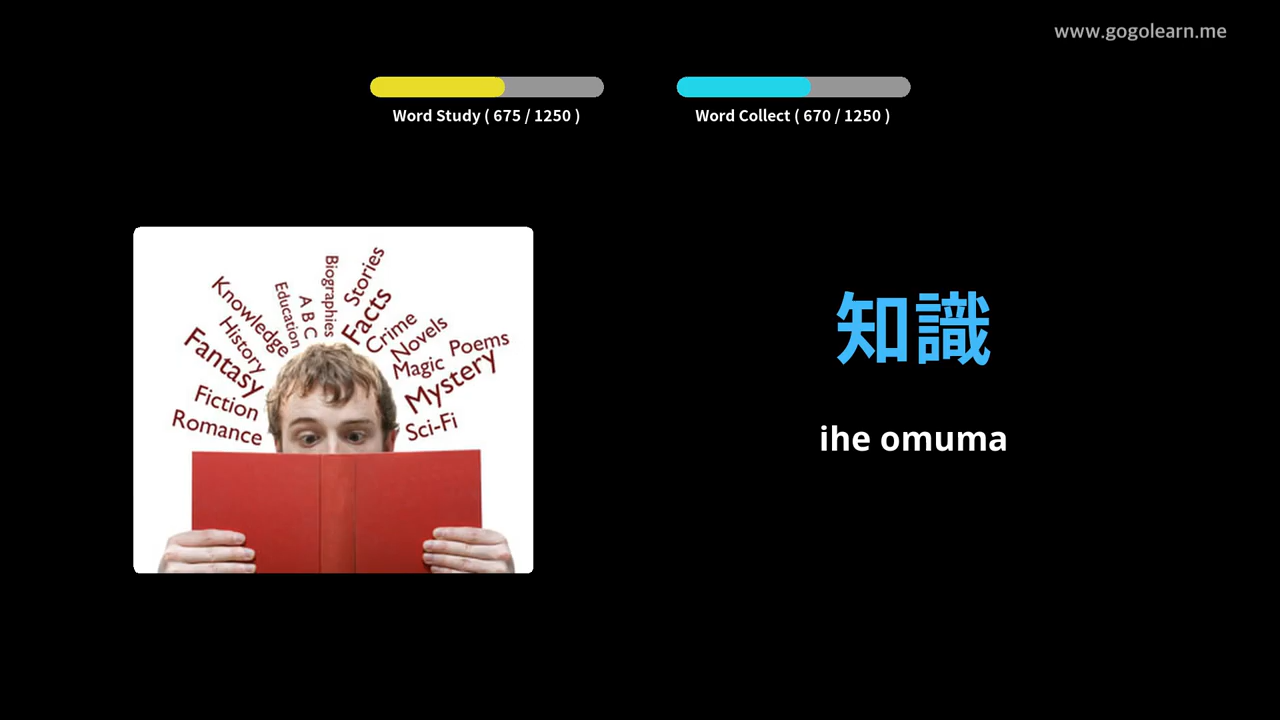 www.gogolearn.me
Word Study ( 675 / 1250 )
Word Collect ( 670 / 1250 )
Knowledge
Education
A B C
Biographies
Stories
Facts
Crime
Novels
Poems
Magic
Mystery
Sci-Fi
History
Fantasy
Fiction
Romance
知識
ihe omuma